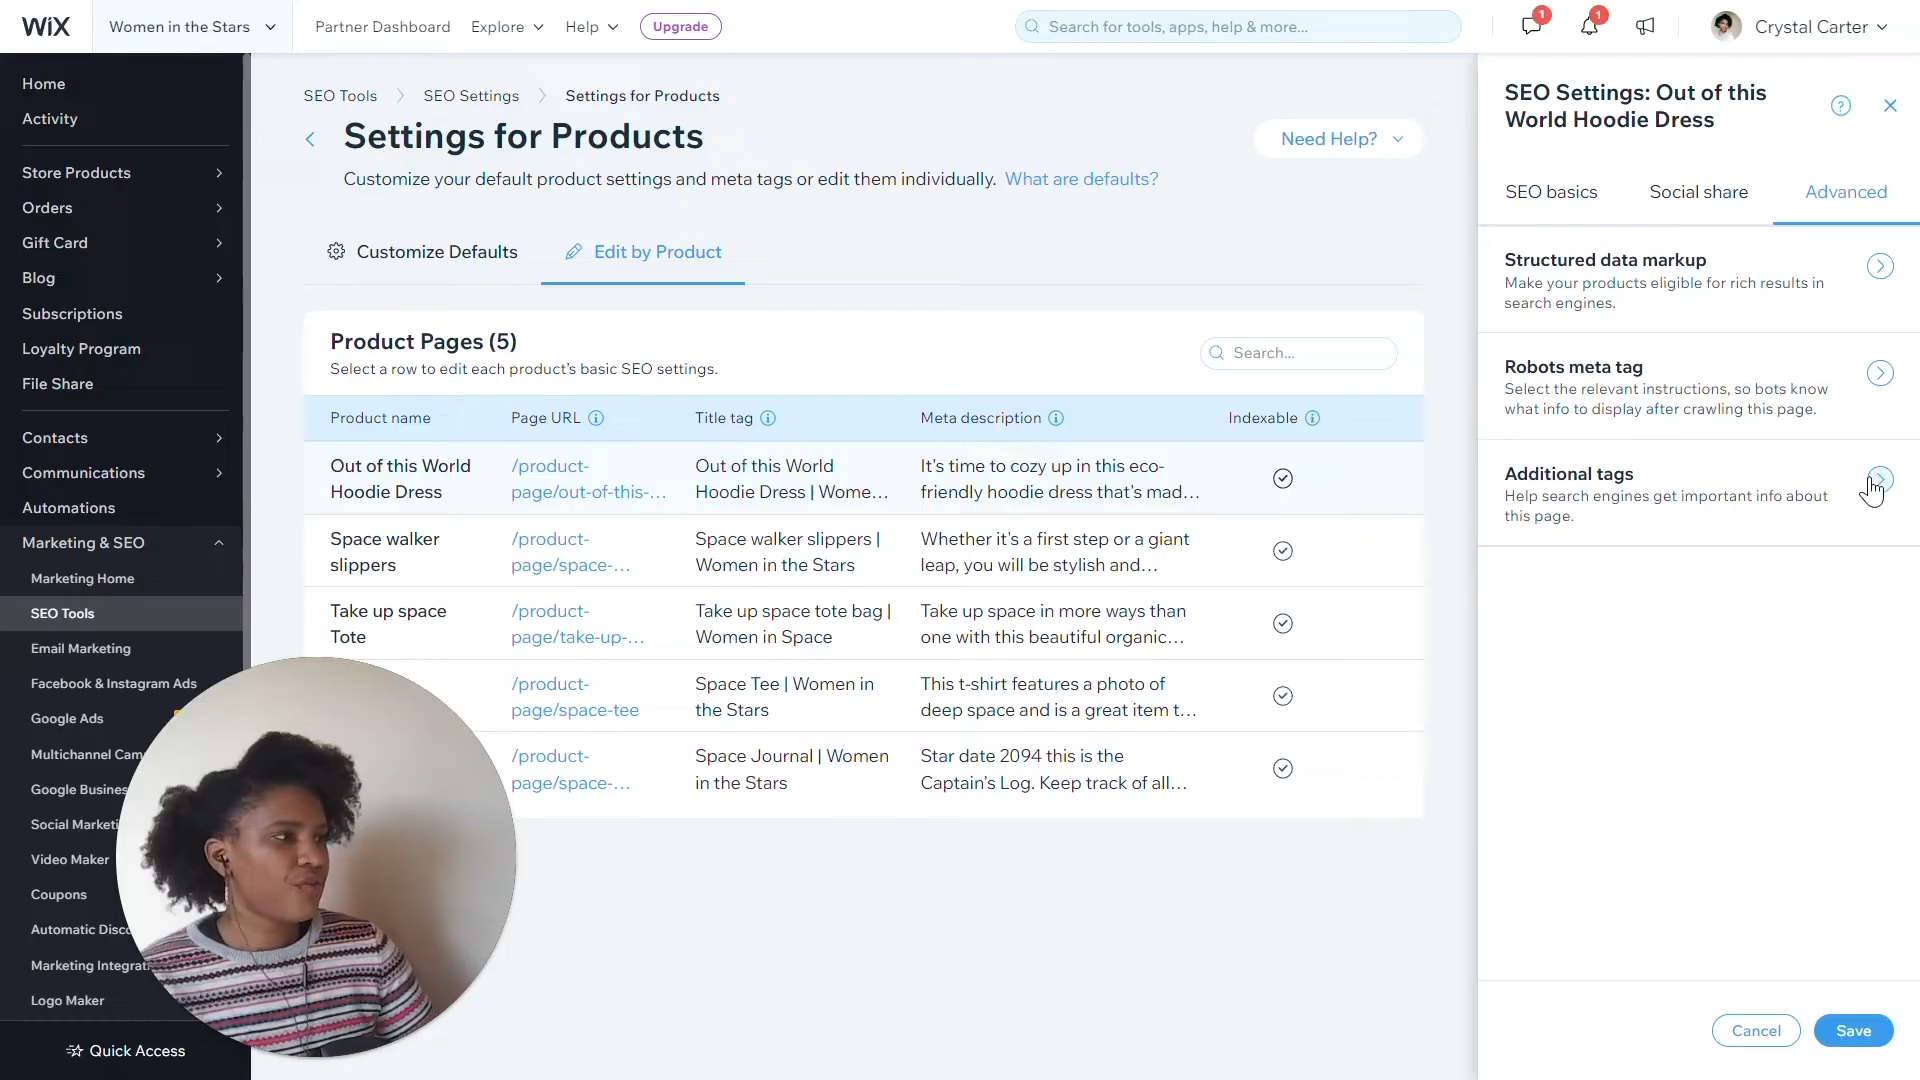 WiX
Women in the Stars
Partner Dashboard
Explore
Help
Upgrade
Search for tools, apps, help & more...
1
1
Crystal Carter
Home
Activity
Store Products
Orders
Gift Card
Blog
Subscriptions
Loyalty Program
File Share
Contacts
Communications
Automations
Marketing & SEO
Marketing Home
SEO Tools
Email Marketing
Facebook & Instagram Ads
Google Ads
Multichannel Cam
Google Busines
Social Marketi
Video Maker
Coupons
Automatic Disco
Marketing Integrat
Logo Maker
Quick Access
SEO Tools
SEO Settings
Settings for Products
Settings for Products
Need Help?
Customize your default product settings and meta tags or edit them individually. What are defaults?
Customize Defaults
Edit by Product
Product Pages (5)
Select a row to edit each product's basic SEO settings.
Search...
Product name
Page URL
Title tag
Meta description
Indexable
Out of this World
Hoodie Dress
/product-
page/out-of-this-...
Out of this World
Hoodie Dress | Wome...
It's time to cozy up in this eco-
friendly hoodie dress that's mad...
Space walker
slippers
/product-
page/space-...
Space walker slippers |
Women in the Stars
Whether it's a first step or a giant
leap, you will be stylish and...
Take up space
Tote
/product-
page/take-up-...
Take up space tote bag |
Women in Space
Take up space in more ways than
one with this beautiful organic...
/product-
page/space-tee
Space Tee | Women in
the Stars
This t-shirt features a photo of
deep space and is a great item t...
/product-
page/space-...
Space Journal | Women
in the Stars
Star date 2094 this is the
Captain's Log. Keep track of all...
SEO Settings: Out of this
World Hoodie Dress
?
SEO basics
Social share
Advanced
Structured data markup
Make your products eligible for rich results in
search engines.
Robots meta tag
Select the relevant instructions, so bots know
what info to display after crawling this page.
Additional tags
Help search engines get important info about
this page.
Cancel
Save